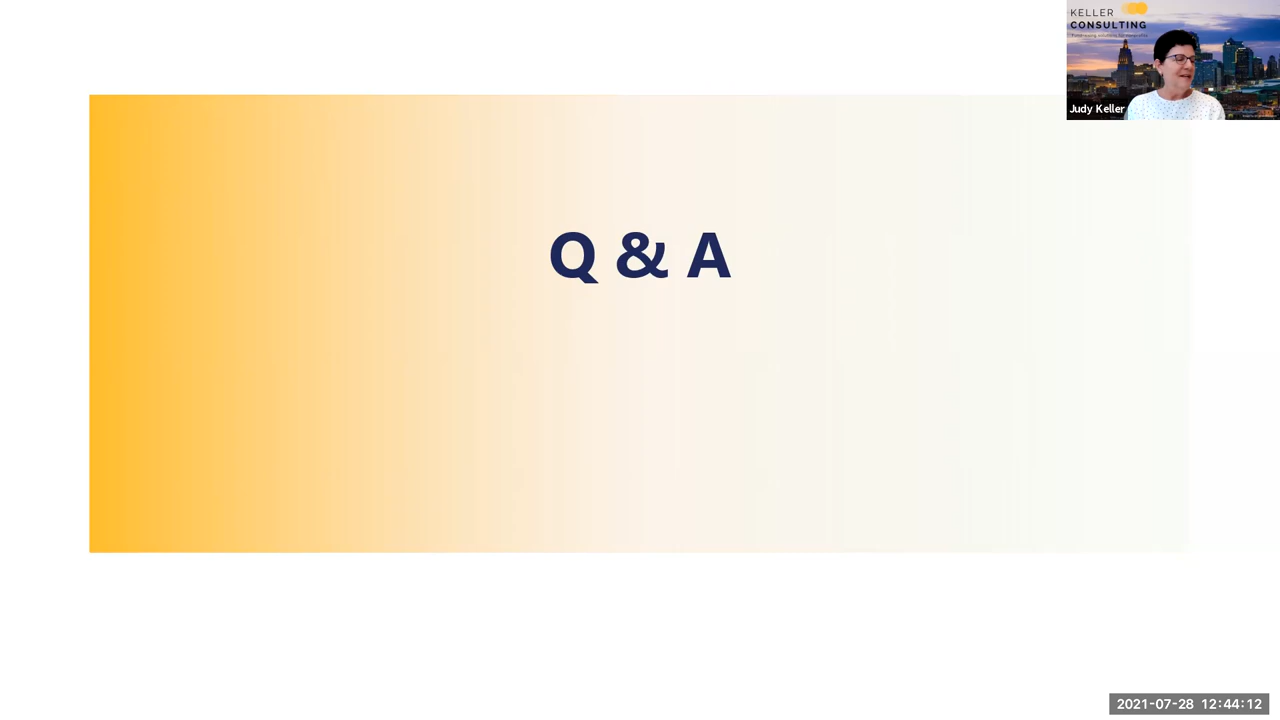 KELLER
CONSULTING
Judy Keller
Q & A
2021-07-28 12:44:12